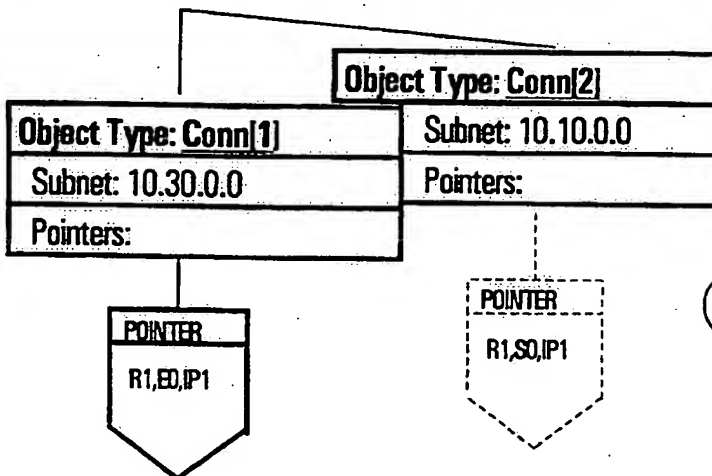 Object Type: Conn[2]
Subnet: 10.10.0.0
Pointers:
Object Type: Conn[1]
Subnet: 10.30.0.0
Pointers:
POINTER
R1,E0,IP1
POINTER
R1,S0,IP1